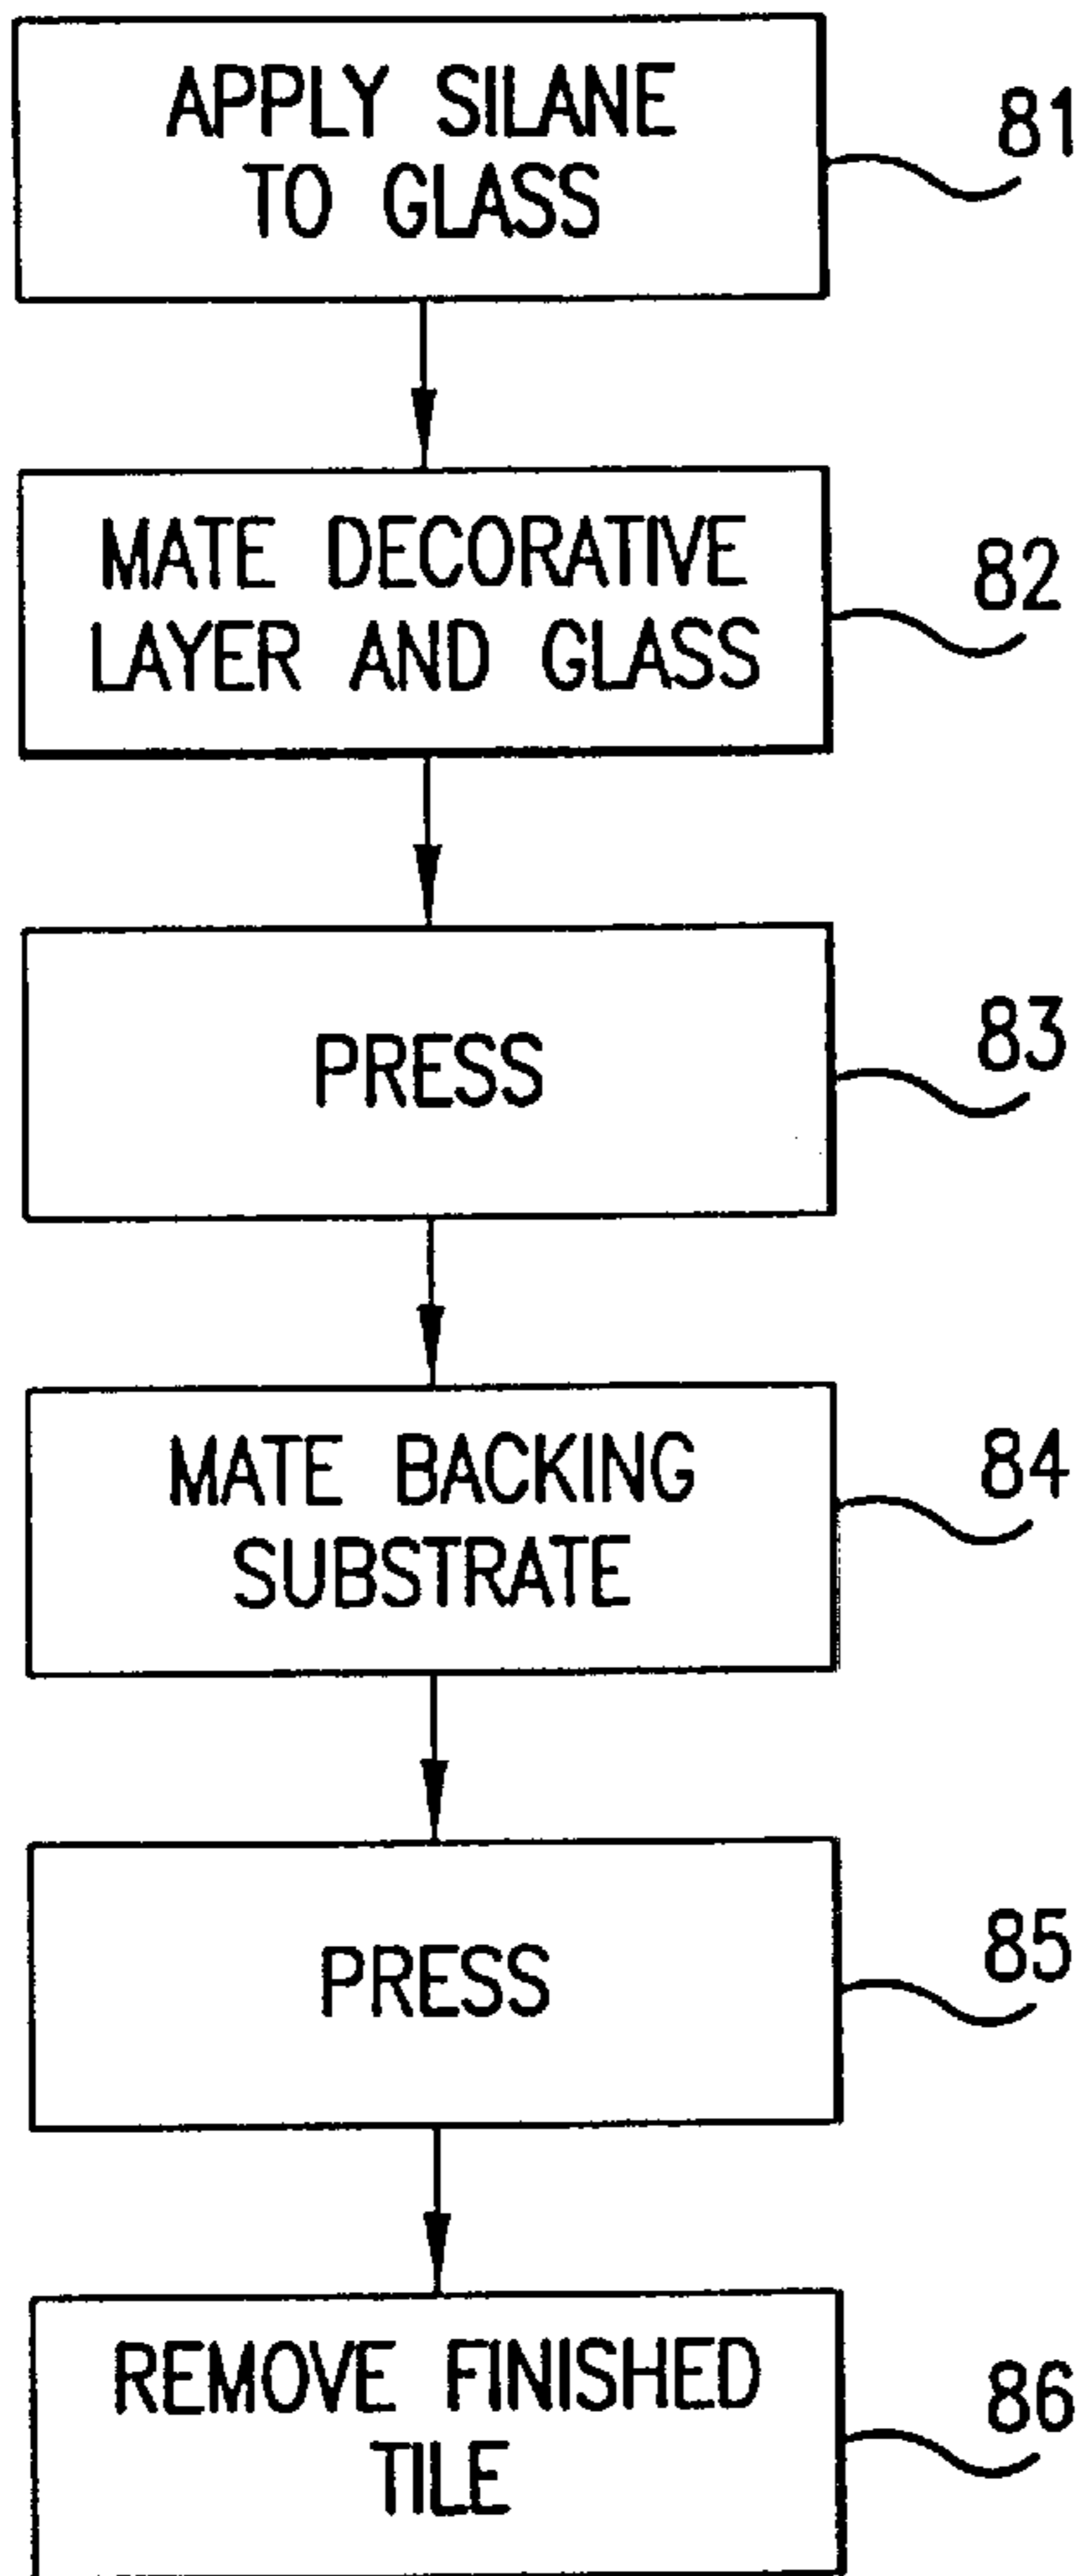 APPLY SILANE
TO GLASS
81
MATE DECORATIVE
LAYER AND GLASS
82
PRESS
83
MATE BACKING
SUBSTRATE
84
PRESS
85
REMOVE FINISHED
TILE
86